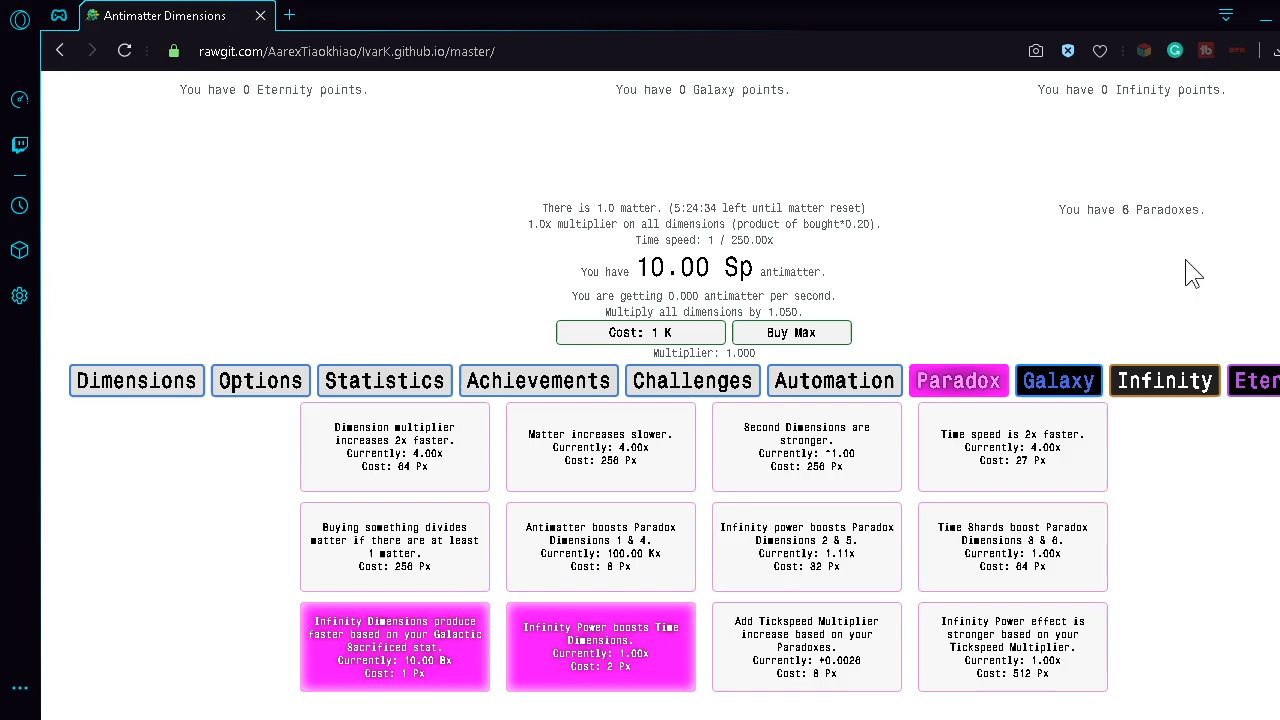 Antimatter Dimensions
rawgit.com/AarexTiaokhiao/IvarK.github.io/master/
You have 0 Eternity points.
You have 0 Galaxy points.
You have 0 Infinity points.
There is 1.0 matter. (5:24:34 left until matter reset)
You have 6 Paradoxes.
1.0x multiplier on all dimensions (product of bought*0.20).
Time speed: 1 / 250.00x
You have 10.00 Sp antimatter.
You are getting 0.000 antimatter per second.
Multiply all dimensions by 1.050.
Cost: 1 K
Buy Max
Multiplier: 1.000
Dimensions
Options
Statistics
Achievements
Challenges
Automation
Paradox
Galaxy
Infinity
Eter
Dimension multiplier
increases 2x faster.
Currently: 4.00x
Cost: 64 Px
Matter increases slower.
Currently: 4.00x
Cost: 256 Px
Second Dimensions are
stronger.
Currently: ^1.00
Cost: 256 Px
Time speed is 2x faster.
Currently: 4.00x
Cost: 27 Px
Buying something divides
matter if there are at least
1 matter.
Cost: 256 Px
Antimatter boosts Paradox
Dimensions 1 & 4.
Currently: 100.00 Kx
Cost: 8 Px
Infinity power boosts Paradox
Dimensions 2 & 5.
Currently: 1.11x
Cost: 32 Px
Time Shards boost Paradox
Dimensions 3 & 6.
Currently: 1.00x
Cost: 64 Px
Infinity Dimensions produce
faster based on your Galactic
Sacrificed stat.
Currently: 10.00 Bx
Cost: 1 Px
Infinity Power boosts Time
Dimensions.
Currently: 1.00x
Cost: 2 Px
Add Tickspeed Multiplier
increase based on your
Paradoxes.
Currently: +0.0026
Cost: 8 Px
Infinity Power effect is
stronger based on your
Tickspeed Multiplier.
Currently: 1.00x
Cost: 512 Px